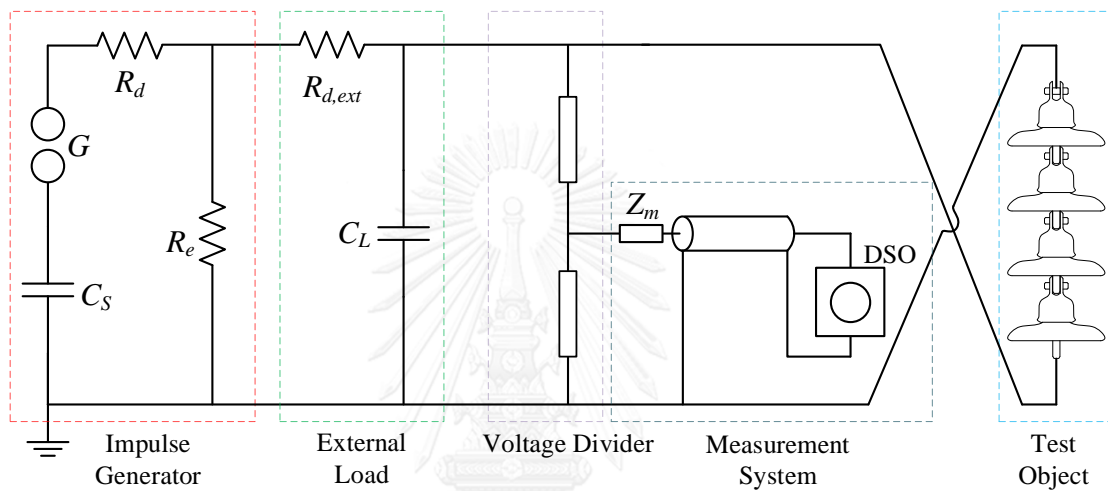 R_d
R_{d,ext}
G
R_e
C_S
C_L
Z_m
DSO
Impulse
Generator
External
Load
Voltage Divider
Measurement
System
Test
Object